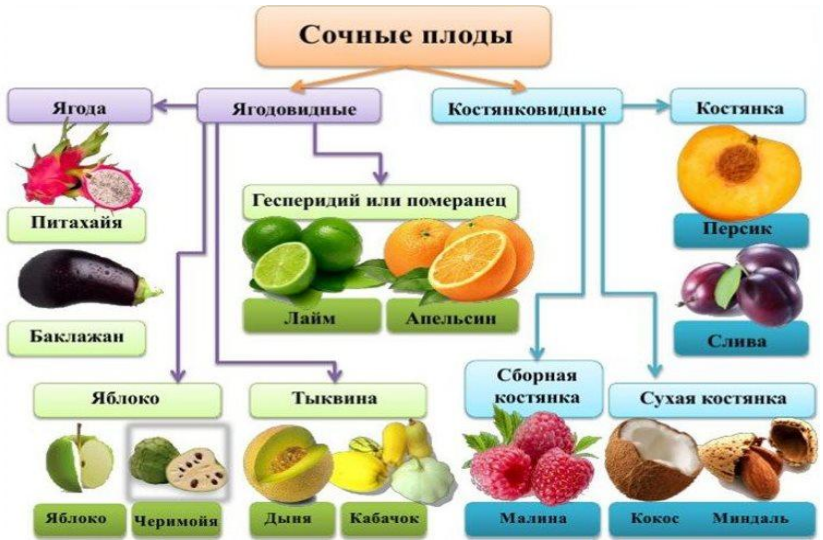 Сочные плоды
Ягода
Ягодовидные
Костянковидные
Костянка
Питахайя
Баклажан
Гесперидий или померанец
Лайм
Апельсин
Персик
Слива
Яблоко
Тыквина
Сборная
костянка
Сухая костянка
Яблоко
Черимойя
Дыня
Кабачок
Малина
Кокос
Миндаль